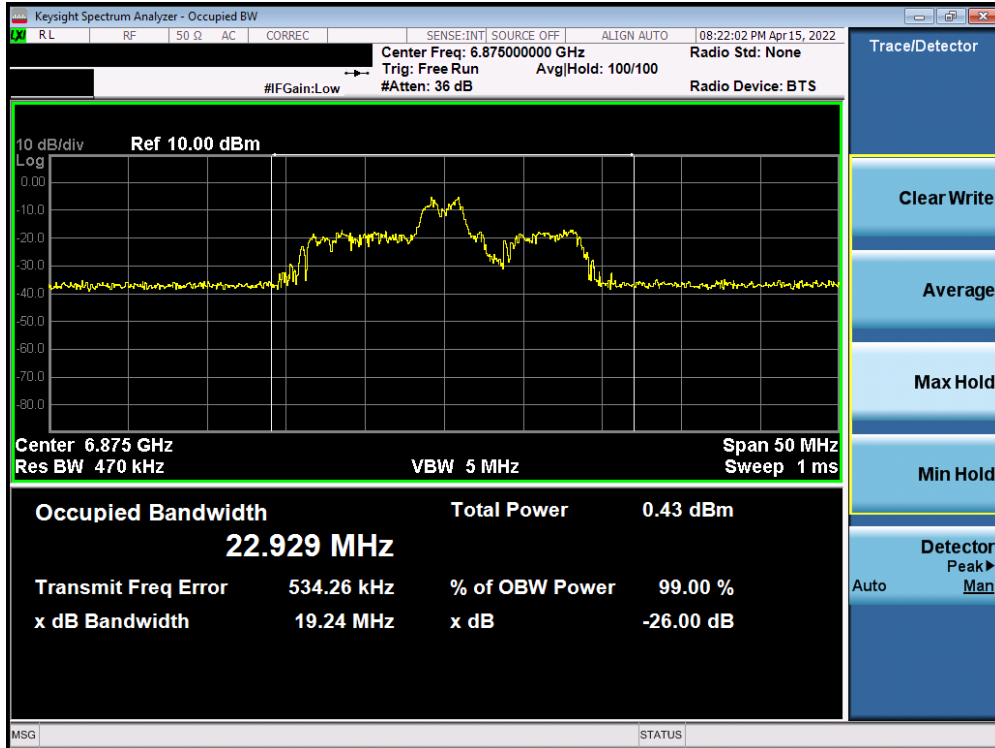 Keysight Spectrum Analyzer - Occupied BW
LXI RL RF 50 Ω AC CORREC SENSE:INT SOURCE OFF ALIGN AUTO 08:22:02 PM Apr 15, 2022
Center Freq: 6.875000000 GHz Radio Std: None
Trig: Free Run Avg|Hold: 100/100
#IFGain:Low #Atten: 36 dB Radio Device: BTS
10 dB/div Ref 10.00 dBm
Log
0.00
-10.0
-20.0
-30.0
-40.0
-50.0
-60.0
-70.0
-80.0
Center 6.875 GHz Span 50 MHz
Res BW 470 kHz VBW 5 MHz Sweep 1 ms
Occupied Bandwidth Total Power 0.43 dBm
22.929 MHz
Transmit Freq Error 534.26 kHz % of OBW Power 99.00 %
x dB Bandwidth 19.24 MHz x dB -26.00 dB
Trace/Detector
Clear Write
Average
Max Hold
Min Hold
Detector
Peak▶
Auto Man
MSG STATUS